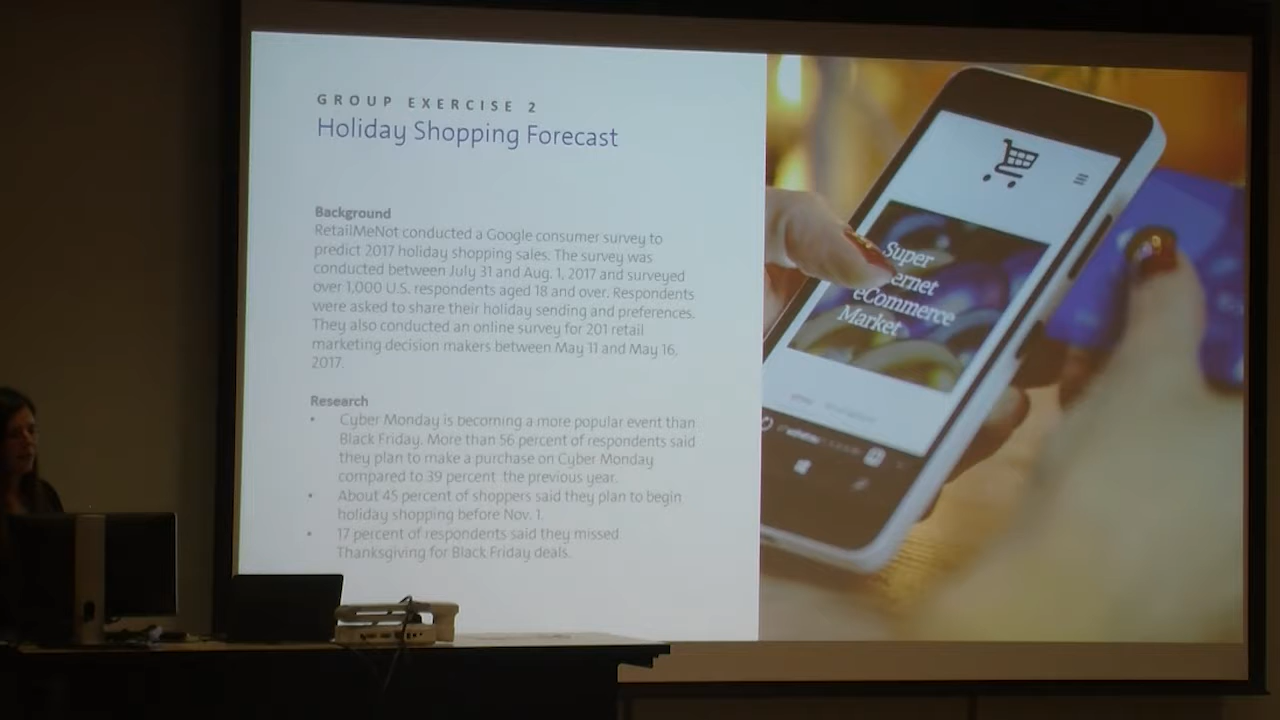 GROUP EXERCISE 2
Holiday Shopping Forecast
Background
RetailMeNot conducted a Google consumer survey to
predict 2017 holiday shopping sales. The survey was
conducted between July 31 and Aug. 1, 2017 and surveyed
over 1,000 U.S. respondents aged 18 and over. Respondents
were asked to share their holiday sending and preferences.
They also conducted an online survey for 201 retail
marketing decision makers between May 11 and May 16,
2017.
Research
• Cyber Monday is becoming a more popular event than
Black Friday. More than 56 percent of respondents said
they plan to make a purchase on Cyber Monday
compared to 39 percent the previous year.
• About 45 percent of shoppers said they plan to begin
holiday shopping before Nov. 1.
• 17 percent of respondents said they missed
Thanksgiving for Black Friday deals.
Super
ernet
eCommerce
Market